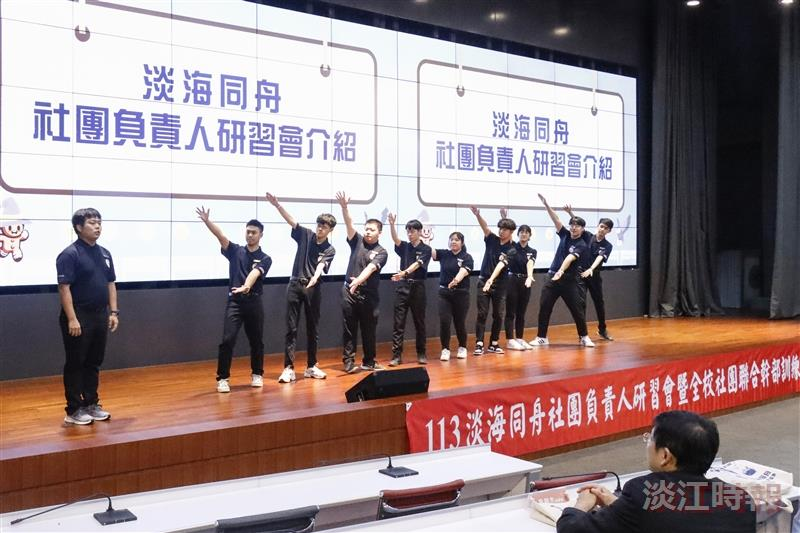 淡海同舟
社團負責人研習會介紹
淡海同舟
社團負責人研習會介紹
113淡海同舟社團負責人研習會暨全校社團聯合幹部訓練
淡江時報